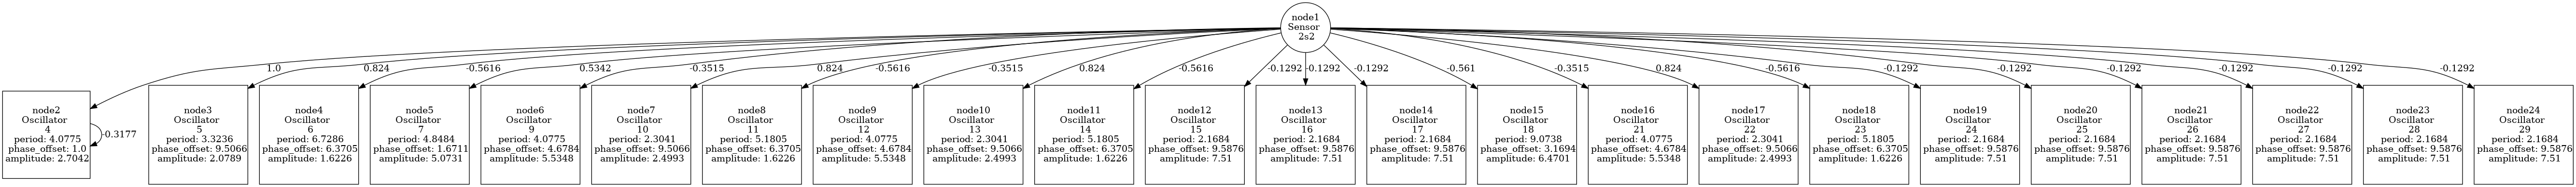 node1
Sensor
2s2
1.0
0.824
-0.5616
0.5342
-0.3515
0.824
-0.5616
-0.3515
0.824
-0.5616
-0.1292
-0.1292
-0.1292
-0.561
-0.3515
0.824
-0.5616
-0.1292
-0.1292
-0.1292
-0.1292
-0.1292
-0.1292
node2
Oscillator
4
period: 4.0775
phase_offset: 1.0
amplitude: 2.7042
-0.3177
node3
Oscillator
5
period: 3.3236
phase_offset: 9.5066
amplitude: 2.0789
node4
Oscillator
6
period: 6.7286
phase_offset: 6.3705
amplitude: 1.6226
node5
Oscillator
7
period: 4.8484
phase_offset: 1.6711
amplitude: 5.0731
node6
Oscillator
9
period: 4.0775
phase_offset: 4.6784
amplitude: 5.5348
node7
Oscillator
10
period: 2.3041
phase_offset: 9.5066
amplitude: 2.4993
node8
Oscillator
11
period: 5.1805
phase_offset: 6.3705
amplitude: 1.6226
node9
Oscillator
12
period: 4.0775
phase_offset: 4.6784
amplitude: 5.5348
node10
Oscillator
13
period: 2.3041
phase_offset: 9.5066
amplitude: 2.4993
node11
Oscillator
14
period: 5.1805
phase_offset: 6.3705
amplitude: 1.6226
node12
Oscillator
15
period: 2.1684
phase_offset: 9.5876
amplitude: 7.51
node13
Oscillator
16
period: 2.1684
phase_offset: 9.5876
amplitude: 7.51
node14
Oscillator
17
period: 2.1684
phase_offset: 9.5876
amplitude: 7.51
node15
Oscillator
18
period: 9.0738
phase_offset: 3.1694
amplitude: 6.4701
node16
Oscillator
21
period: 4.0775
phase_offset: 4.6784
amplitude: 5.5348
node17
Oscillator
22
period: 2.3041
phase_offset: 9.5066
amplitude: 2.4993
node18
Oscillator
23
period: 5.1805
phase_offset: 6.3705
amplitude: 1.6226
node19
Oscillator
24
period: 2.1684
phase_offset: 9.5876
amplitude: 7.51
node20
Oscillator
25
period: 2.1684
phase_offset: 9.5876
amplitude: 7.51
node21
Oscillator
26
period: 2.1684
phase_offset: 9.5876
amplitude: 7.51
node22
Oscillator
27
period: 2.1684
phase_offset: 9.5876
amplitude: 7.51
node23
Oscillator
28
period: 2.1684
phase_offset: 9.5876
amplitude: 7.51
node24
Oscillator
29
period: 2.1684
phase_offset: 9.5876
amplitude: 7.51